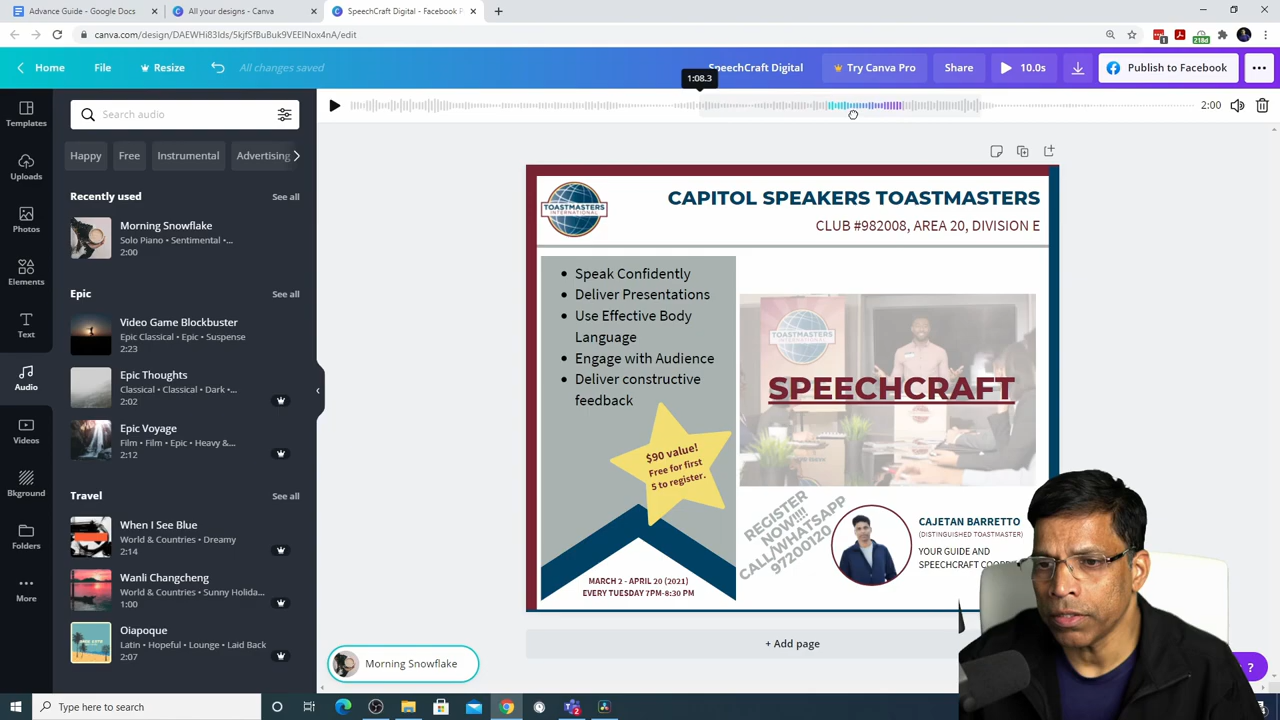 Advance Guide - Google Docs
All your designs - Canva
SpeechCraft Digital - Facebook F
canva.com/design/DAEWHi83Ids/5kjfSfBuBuk9VEEINox4nA/edit
218d
Home
File
Resize
All changes saved
SpeechCraft Digital
Try Canva Pro
Share
10.0s
Publish to Facebook
1:08.3
2:00
Templates
Uploads
Photos
Elements
Text
Audio
Videos
Bkground
Folders
More
Search audio
Happy
Free
Instrumental
Advertising
Recently used
See all
Morning Snowflake
Solo Piano • Sentimental •...
2:00
Epic
See all
Video Game Blockbuster
Epic Classical • Epic • Suspense
2:23
Epic Thoughts
Classical • Classical • Dark •...
2:02
Epic Voyage
Film • Film • Epic • Heavy &...
2:12
Travel
See all
When I See Blue
World & Countries • Dreamy
2:14
Wanli Changcheng
World & Countries • Sunny Holida...
1:00
Oiapoque
Latin • Hopeful • Lounge • Laid Back
2:07
TOASTMASTERS
INTERNATIONAL
CAPITOL SPEAKERS TOASTMASTERS
CLUB #982008, AREA 20, DIVISION E
• Speak Confidently
• Deliver Presentations
• Use Effective Body
Language
• Engage with Audience
• Deliver constructive
feedback
$90 value!
Free for first
5 to register.
MARCH 2 - APRIL 20 (2021)
EVERY TUESDAY 7PM-8:30 PM
TOASTMASTERS
INTERNATIONAL
SPEECHCRAFT
REGISTER
NOW!!!!
CALL/WHATSAPP
97200120
CAJETAN BARRETTO
(DISTINGUISHED TOASTMASTER)
YOUR GUIDE AND
SPEECHCRAFT
+ Add page
Morning Snowflake
?
Type here to search